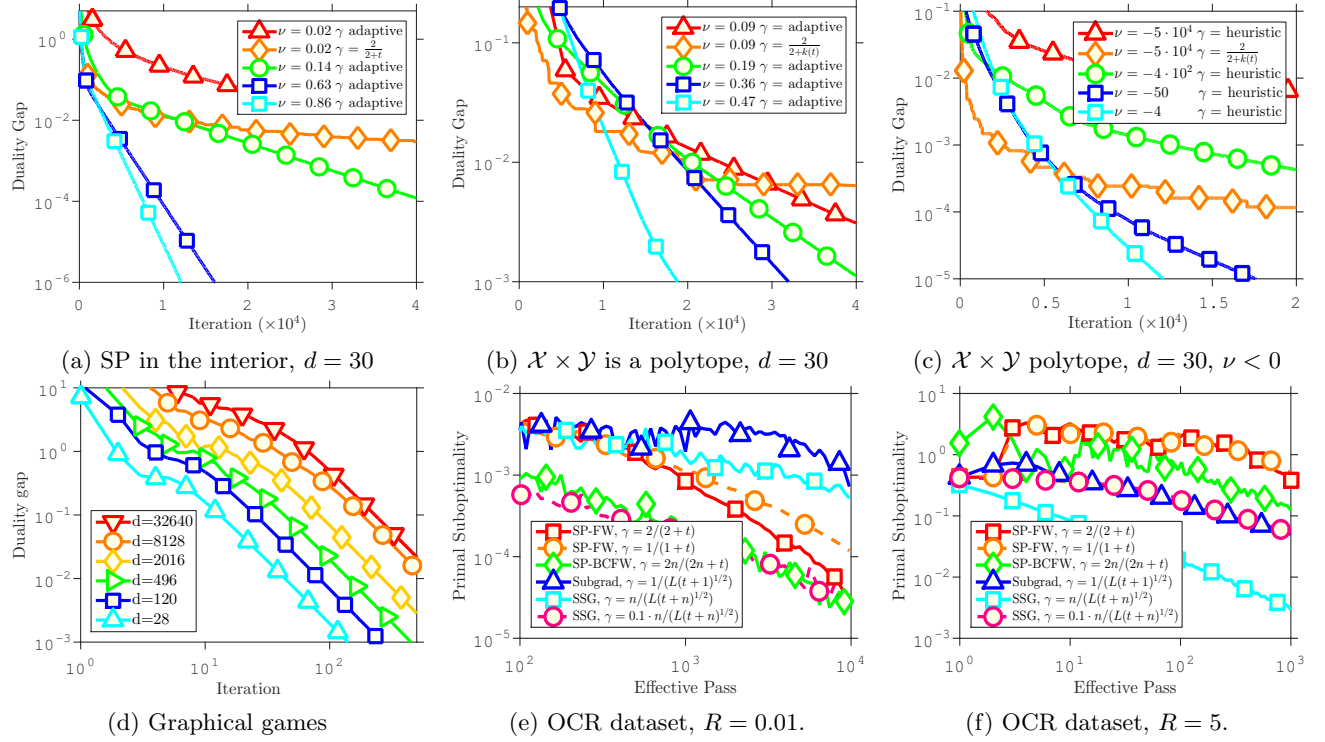 Duality Gap
10^0
10^{-2}
10^{-4}
10^{-6}
ν = 0.02 γ adaptive
ν = 0.02 γ = 2/(2+t)
ν = 0.14 γ adaptive
ν = 0.63 γ adaptive
ν = 0.86 γ adaptive
0 1 2 3 4
Iteration (×10^4)
(a) SP in the interior, d = 30
Duality Gap
10^{-1}
10^{-2}
10^{-3}
ν = 0.09 γ = adaptive
ν = 0.09 γ = 2/(2+k(t))
ν = 0.19 γ = adaptive
ν = 0.36 γ = adaptive
ν = 0.47 γ = adaptive
0 1 2 3 4
Iteration (×10^4)
(b) 𝒳 × 𝒴 is a polytope, d = 30
Duality Gap
10^{-1}
10^{-2}
10^{-3}
10^{-4}
10^{-5}
ν = −5 · 10^4 γ = heuristic
ν = −5 · 10^4 γ = 2/(2+k(t))
ν = −4 · 10^2 γ = heuristic
ν = −50 γ = heuristic
ν = −4 γ = heuristic
0 0.5 1 1.5 2
Iteration (×10^4)
(c) 𝒳 × 𝒴 polytope, d = 30, ν < 0
Duality gap
10^1
10^0
10^{-1}
10^{-2}
10^{-3}
d=32640
d=8128
d=2016
d=496
d=120
d=28
10^0 10^1 10^2
Iteration
(d) Graphical games
Primal Suboptimality
10^{-2}
10^{-3}
10^{-4}
10^{-5}
SP-FW, γ = 2/(2 + t)
SP-FW, γ = 1/(1 + t)
SP-BCFW, γ = 2n/(2n + t)
Subgrad, γ = 1/(L(t + 1)^{1/2})
SSG, γ = n/(L(t + n)^{1/2})
SSG, γ = 0.1 · n/(L(t + n)^{1/2})
10^2 10^3 10^4
Effective Pass
(e) OCR dataset, R = 0.01.
Primal Suboptimality
10^1
10^0
10^{-1}
10^{-2}
10^{-3}
SP-FW, γ = 2/(2 + t)
SP-FW, γ = 1/(1 + t)
SP-BCFW, γ = 2n/(2n + t)
Subgrad, γ = 1/(L(t + 1)^{1/2})
SSG, γ = n/(L(t + n)^{1/2})
SSG, γ = 0.1 · n/(L(t + n)^{1/2})
10^0 10^1 10^2 10^3
Effective Pass
(f) OCR dataset, R = 5.